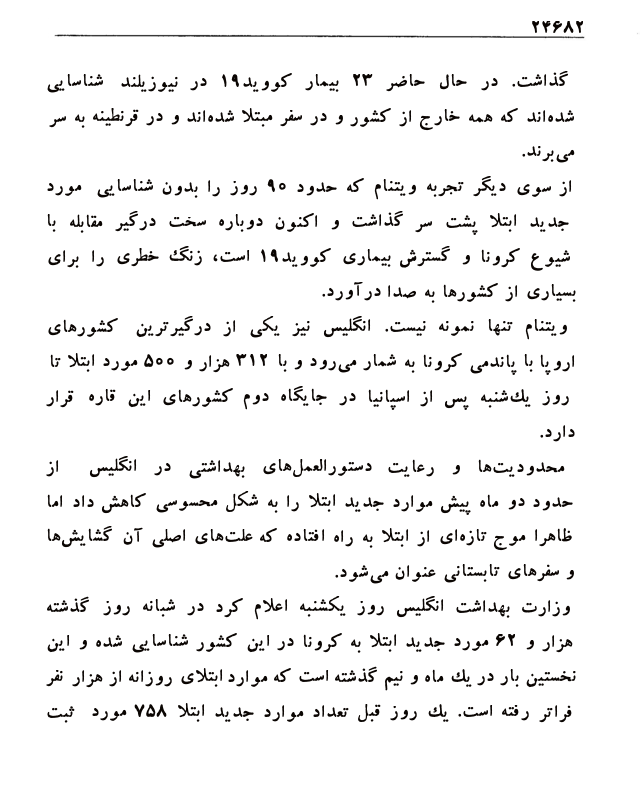 ۲۴۶۸۲
گذاشت. در حال حاضر ۲۳ بیمار کووید۱۹ در نیوزیلند شناسایی
شده‌اند که همه خارج از کشور و در سفر مبتلا شده‌اند و در قرنطینه به سر
می‌برند.
از سوی دیگر تجربه ویتنام که حدود ۹۰ روز را بدون شناسایی مورد
جدید ابتلا پشت سر گذاشت و اکنون دوباره سخت درگیر مقابله با
شیوع کرونا و گسترش بیماری کووید۱۹ است، زنگ خطری را برای
بسیاری از کشورها به صدا درآورد.
ویتنام تنها نمونه نیست. انگلیس نیز یکی از درگیرترین کشورهای
اروپا با پاندمی کرونا به شمار می‌رود و با ۳۱۲ هزار و ۵۰۰ مورد ابتلا تا
روز یک‌شنبه پس از اسپانیا در جایگاه دوم کشورهای این قاره قرار
دارد.
محدودیت‌ها و رعایت دستورالعمل‌های بهداشتی در انگلیس از
حدود دو ماه پیش موارد جدید ابتلا را به شکل محسوسی کاهش داد اما
ظاهرا موج تازه‌ای از ابتلا به راه افتاده که علت‌های اصلی آن گشایش‌ها
و سفرهای تابستانی عنوان می‌شود.
وزارت بهداشت انگلیس روز یکشنبه اعلام کرد در شبانه روز گذشته
هزار و ۶۲ مورد جدید ابتلا به کرونا در این کشور شناسایی شده و این
نخستین بار در یک ماه و نیم گذشته است که موارد ابتلای روزانه از هزار نفر
فراتر رفته است. یک روز قبل تعداد موارد جدید ابتلا ۷۵۸ مورد ثبت